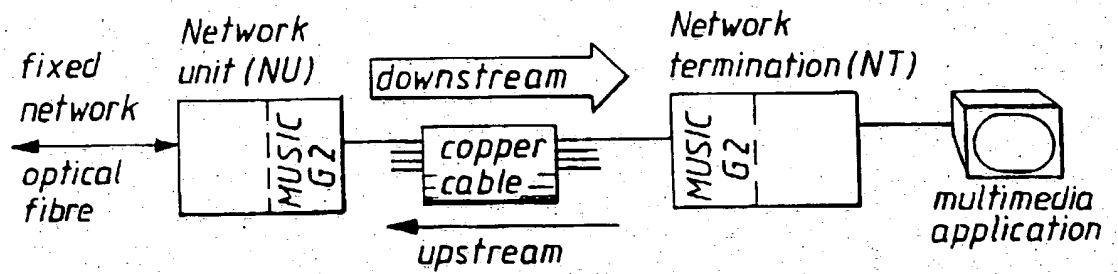 fixed
network
optical
fibre
Network
unit (NU)
MUSIC
G2
downstream
copper
cable
upstream
Network
termination (NT)
MUSIC
G2
multimedia
application